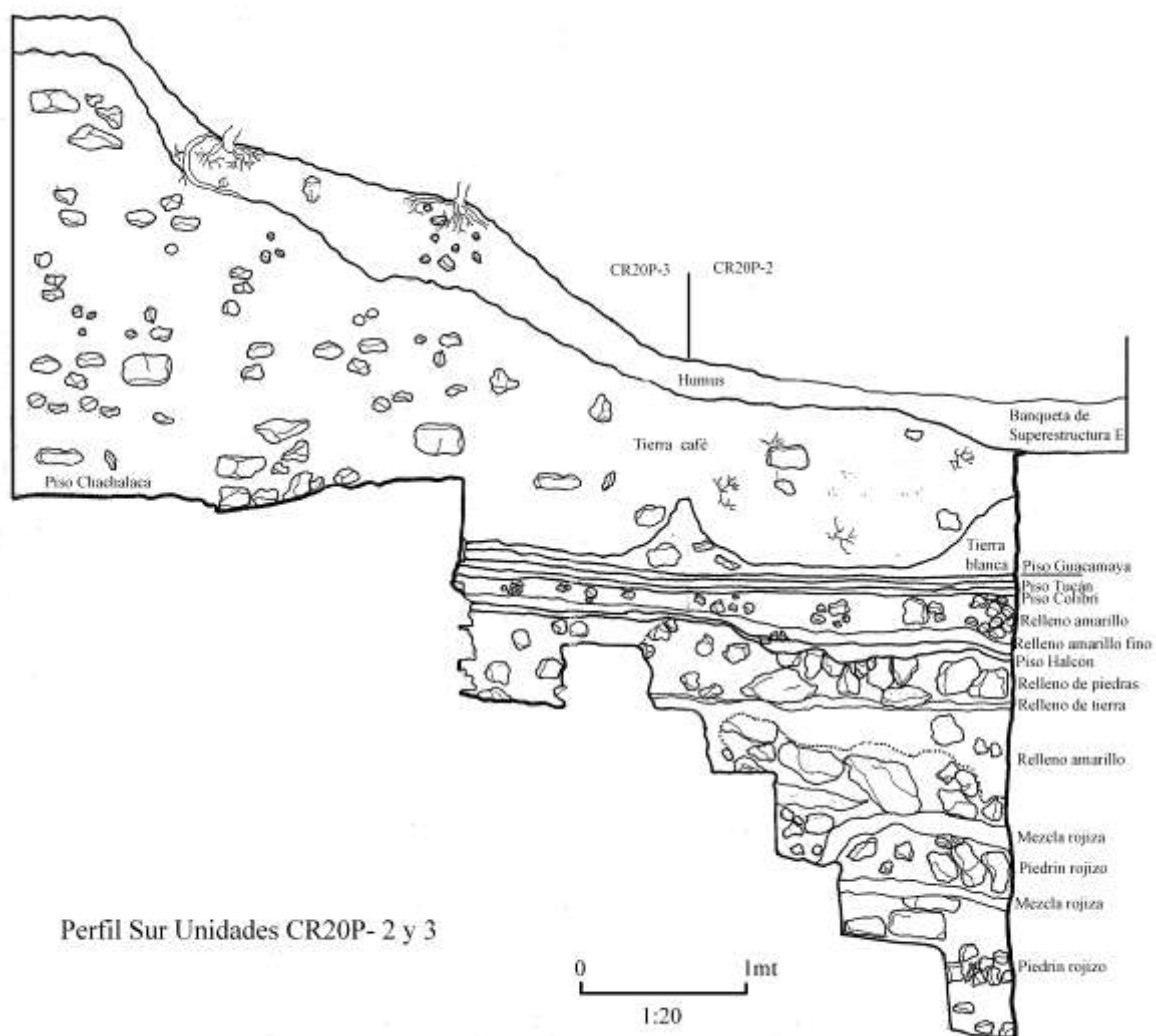 CR20P-3
CR20P-2
Humus
Banqueta de
Superestructura E
Tierra café
Piso Chachalaca
Tierra
blanca
Piso Guacamaya
Piso Tucán
Piso Colibrí
Relleno amarillo
Relleno amarillo fino
Piso Halcón
Relleno de piedras
Relleno de tierra
Relleno amarillo
Mezcla rojiza
Piedrin rojizo
Mezcla rojiza
Piedrin rojizo
Perfil Sur Unidades CR20P- 2 y 3
0 1mt
1:20